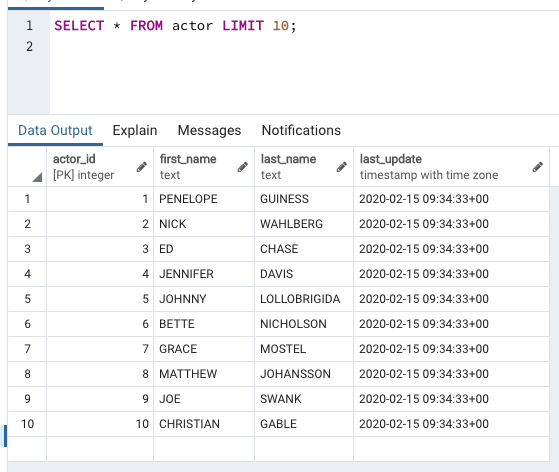 1 SELECT * FROM actor LIMIT 10;
2
Data Output Explain Messages Notifications
actor_id first_name last_name last_update
[PK] integer text text timestamp with time zone
1 1 PENELOPE GUINESS 2020-02-15 09:34:33+00
2 2 NICK WAHLBERG 2020-02-15 09:34:33+00
3 3 ED CHASE 2020-02-15 09:34:33+00
4 4 JENNIFER DAVIS 2020-02-15 09:34:33+00
5 5 JOHNNY LOLLOBRIGIDA 2020-02-15 09:34:33+00
6 6 BETTE NICHOLSON 2020-02-15 09:34:33+00
7 7 GRACE MOSTEL 2020-02-15 09:34:33+00
8 8 MATTHEW JOHANSSON 2020-02-15 09:34:33+00
9 9 JOE SWANK 2020-02-15 09:34:33+00
10 10 CHRISTIAN GABLE 2020-02-15 09:34:33+00